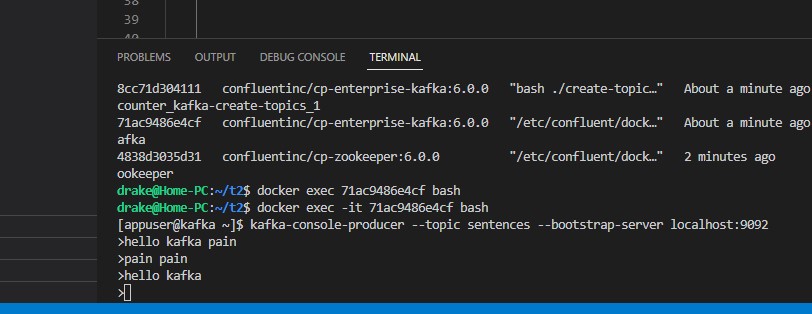 38
39
PROBLEMS OUTPUT DEBUG CONSOLE TERMINAL
8cc71d304111 confluentinc/cp-enterprise-kafka:6.0.0 "bash ./create-topic…" About a minute ago
counter_kafka-create-topics_1
71ac9486e4cf confluentinc/cp-enterprise-kafka:6.0.0 "/etc/confluent/dock…" About a minute ago
afka
4838d3035d31 confluentinc/cp-zookeeper:6.0.0 "/etc/confluent/dock…" 2 minutes ago
ookeeper
drake@Home-PC:~/t2$ docker exec 71ac9486e4cf bash
drake@Home-PC:~/t2$ docker exec -it 71ac9486e4cf bash
[appuser@kafka ~]$ kafka-console-producer --topic sentences --bootstrap-server localhost:9092
>hello kafka pain
>pain pain
>hello kafka
>